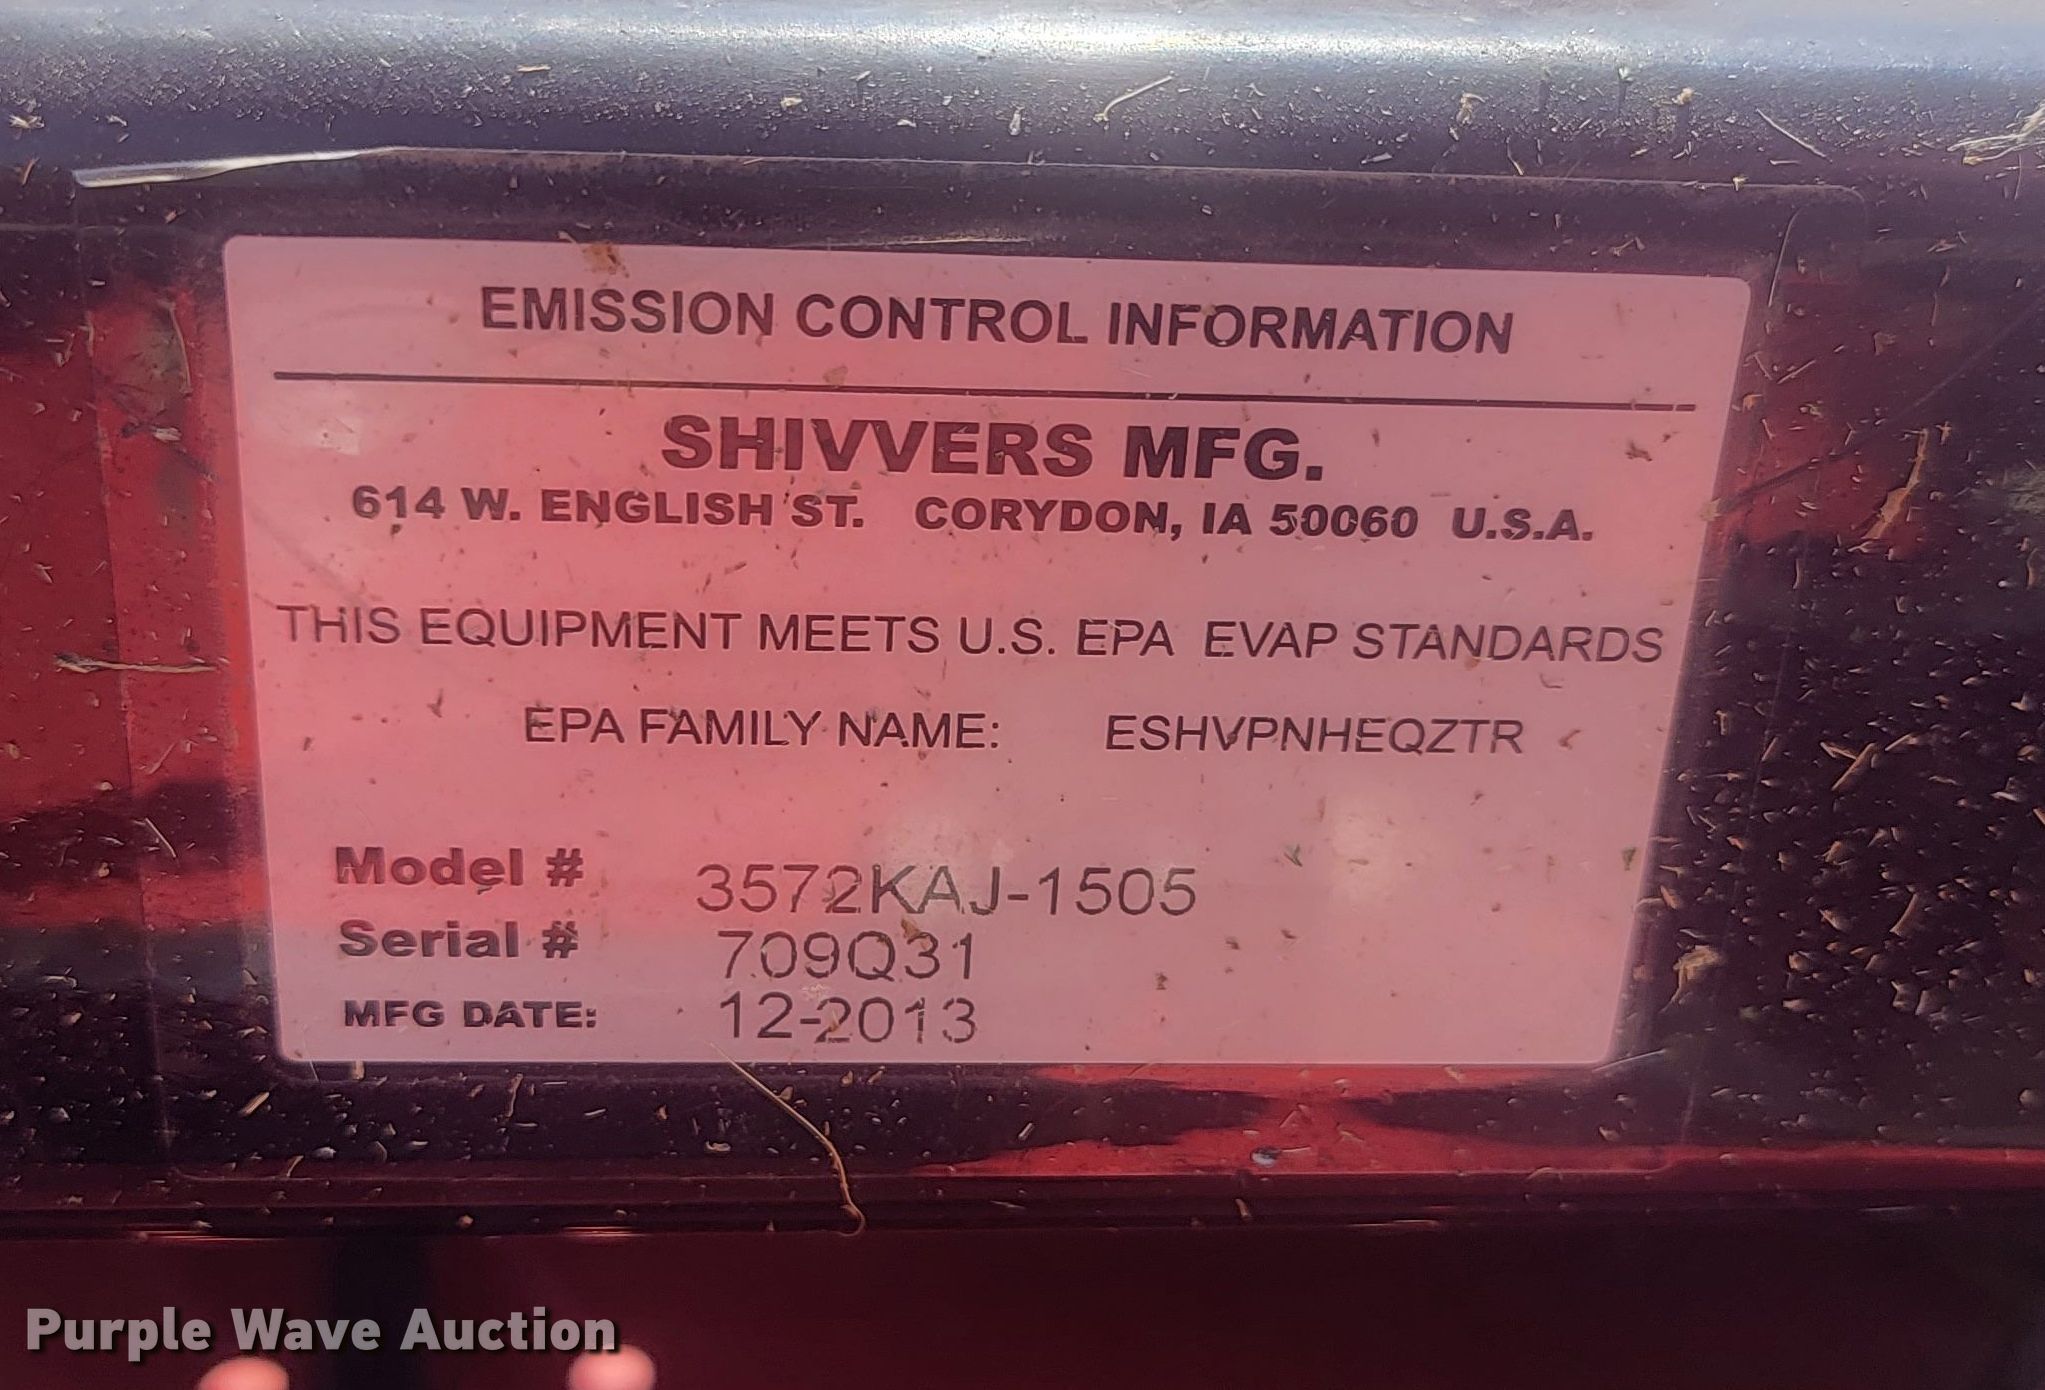 EMISSION CONTROL INFORMATION
SHIVVERS MFG.
614 W. ENGLISH ST. CORYDON, IA 50060 U.S.A.
THIS EQUIPMENT MEETS U.S. EPA EVAP STANDARDS
EPA FAMILY NAME: ESHVPNHEQZTR
Model # 3572KAJ-1505
Serial # 709Q31
MFG DATE: 12-2013
Purple Wave Auction